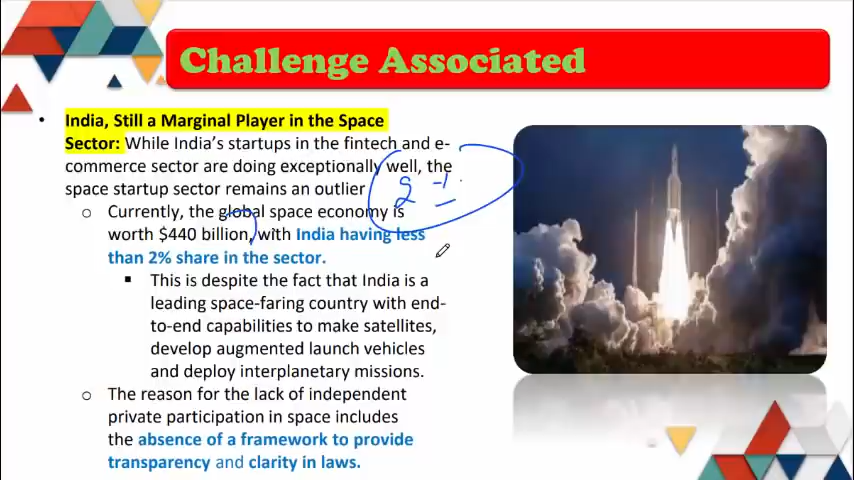 Challenge Associated
• India, Still a Marginal Player in the Space
Sector: While India's startups in the fintech and e-
commerce sector are doing exceptionally well, the
space startup sector remains an outlier
o Currently, the global space economy is
worth $440 billion, with India having less
than 2% share in the sector.
▪ This is despite the fact that India is a
leading space-faring country with end-
to-end capabilities to make satellites,
develop augmented launch vehicles
and deploy interplanetary missions.
o The reason for the lack of independent
private participation in space includes
the absence of a framework to provide
transparency and clarity in laws.